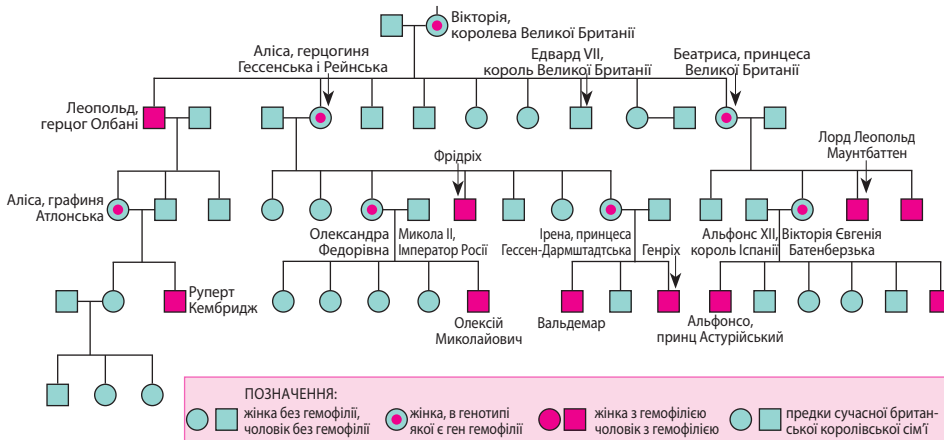 Вікторія,
королева Великої Британії
Аліса, герцогиня
Гессенська і Рейнська
Едвард VII,
король Великої Британії
Беатриса, принцеса
Великої Британії
Леопольд,
герцог Олбані
Фрідріх
Лорд Леопольд
Маунтбаттен
Аліса, графиня
Атлонська
Олександра
Федорівна
Микола II,
Імператор Росії
Ірена, принцеса
Гессен-Дармштадтська
Генріх
Альфонс XII,
король Іспанії
Вікторія Євгенія
Батенберзька
Руперт
Кембридж
Олексій
Миколайович
Вальдемар
Альфонсо,
принц Астурійський
ПОЗНАЧЕННЯ:
жінка без гемофілії,
чоловік без гемофілії
жінка, в генотипі
якої є ген гемофілії
жінка з гемофілією
чоловік з гемофілією
предки сучасної британ-
ської королівської сім’ї